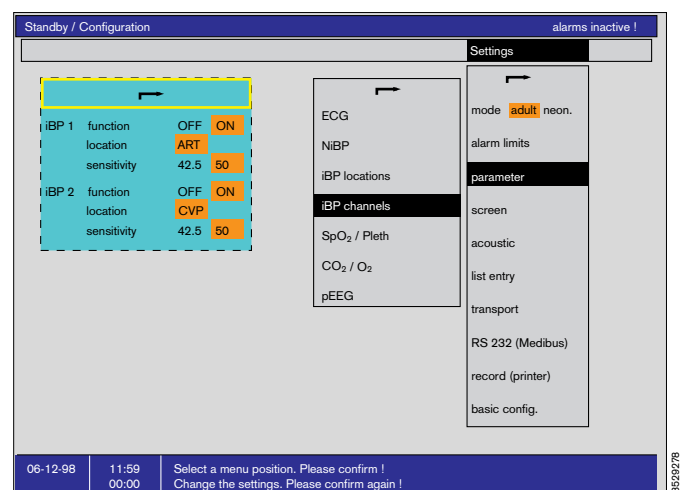 Standby / Configuration alarms inactive !
Settings
mode adult neon.
alarm limits
parameter
screen
acoustic
list entry
transport
RS 232 (Medibus)
record (printer)
basic config.
ECG
NiBP
iBP locations
iBP channels
SpO₂ / Pleth
CO₂ / O₂
pEEG
iBP 1 function OFF ON
location ART
sensitivity 42.5 50
iBP 2 function OFF ON
location CVP
sensitivity 42.5 50
06-12-98 11:59 Select a menu position. Please confirm !
00:00 Change the settings. Please confirm again !